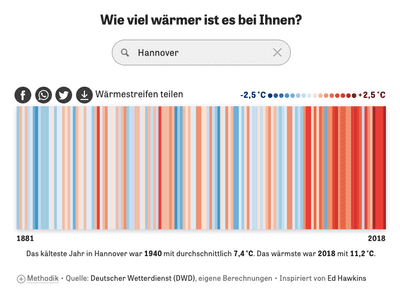 Wie viel wärmer ist es bei Ihnen?
Hannover
Wärmestreifen teilen
-2,5 °C
+2,5 °C
1881
2018
Das kälteste Jahr in Hannover war 1940 mit durchschnittlich 7,4 °C. Das wärmste war 2018 mit 11,2 °C.
Methodik • Quelle: Deutscher Wetterdienst (DWD), eigene Berechnungen • Inspiriert von Ed Hawkins